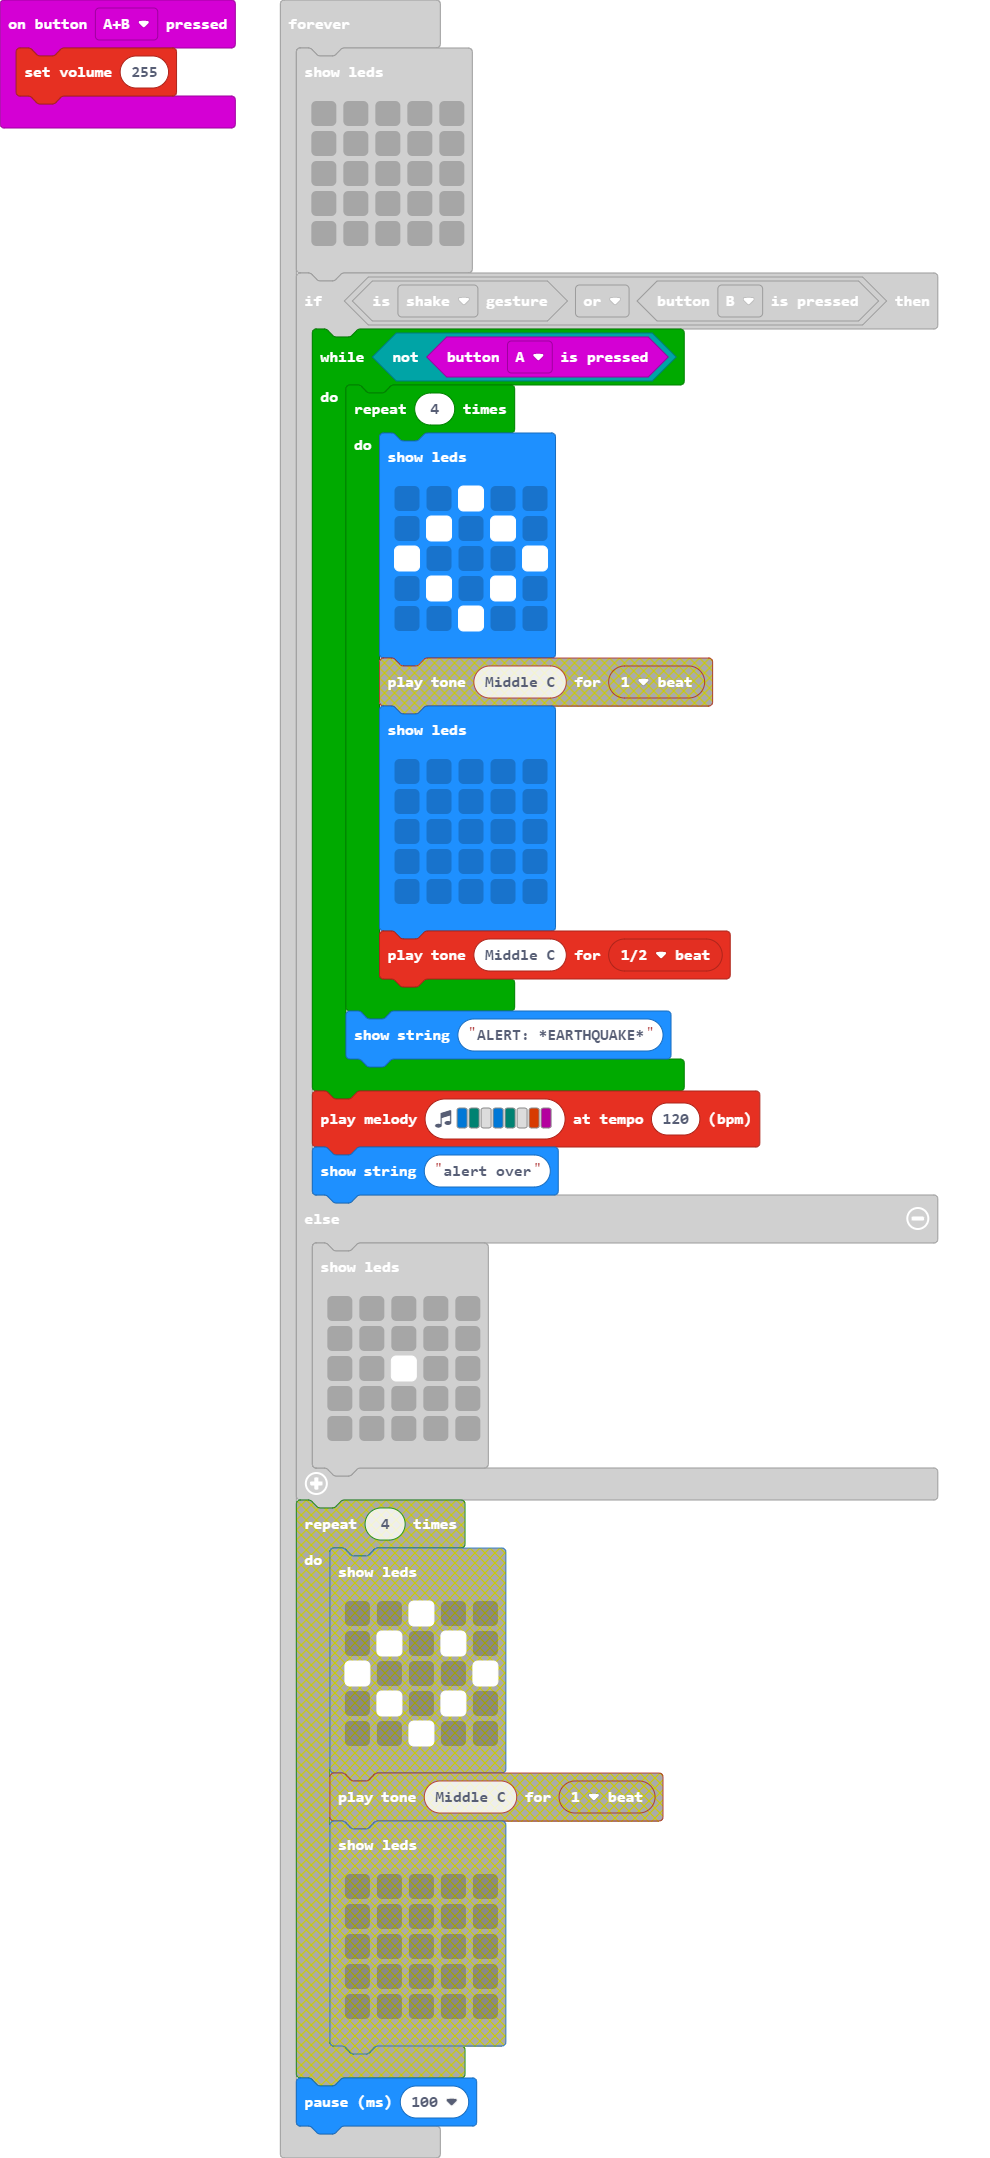 on button A+B pressed
set volume 255
forever
show leds
if is shake gesture or button B is pressed then
while not button A is pressed
do
repeat 4 times
do
show leds
play tone Middle C for 1 beat
show leds
play tone Middle C for 1/2 beat
show string "ALERT: *EARTHQUAKE*"
play melody at tempo 120 (bpm)
show string "alert over"
else
show leds
repeat 4 times
do
show leds
play tone Middle C for 1 beat
show leds
pause (ms) 100